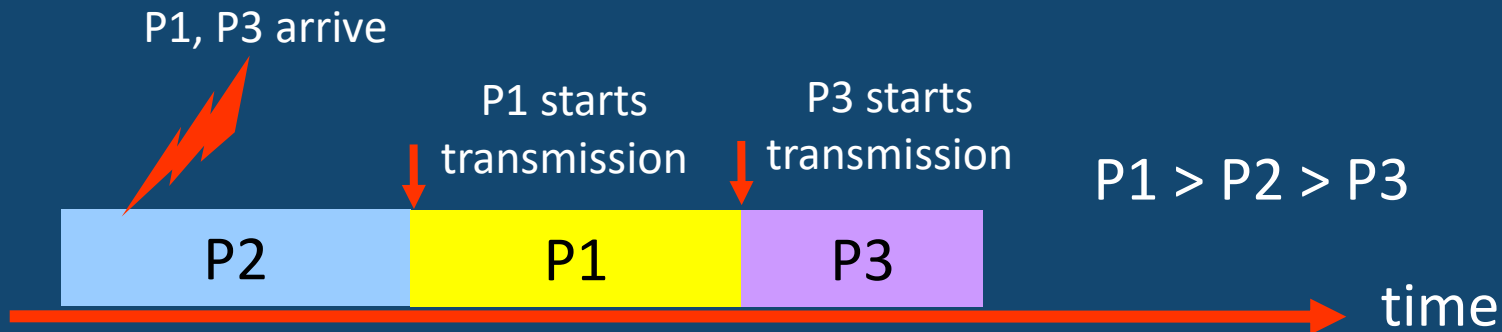 P1, P3 arrive
P1 starts
transmission
P3 starts
transmission
P1 > P2 > P3
P2
P1
P3
time